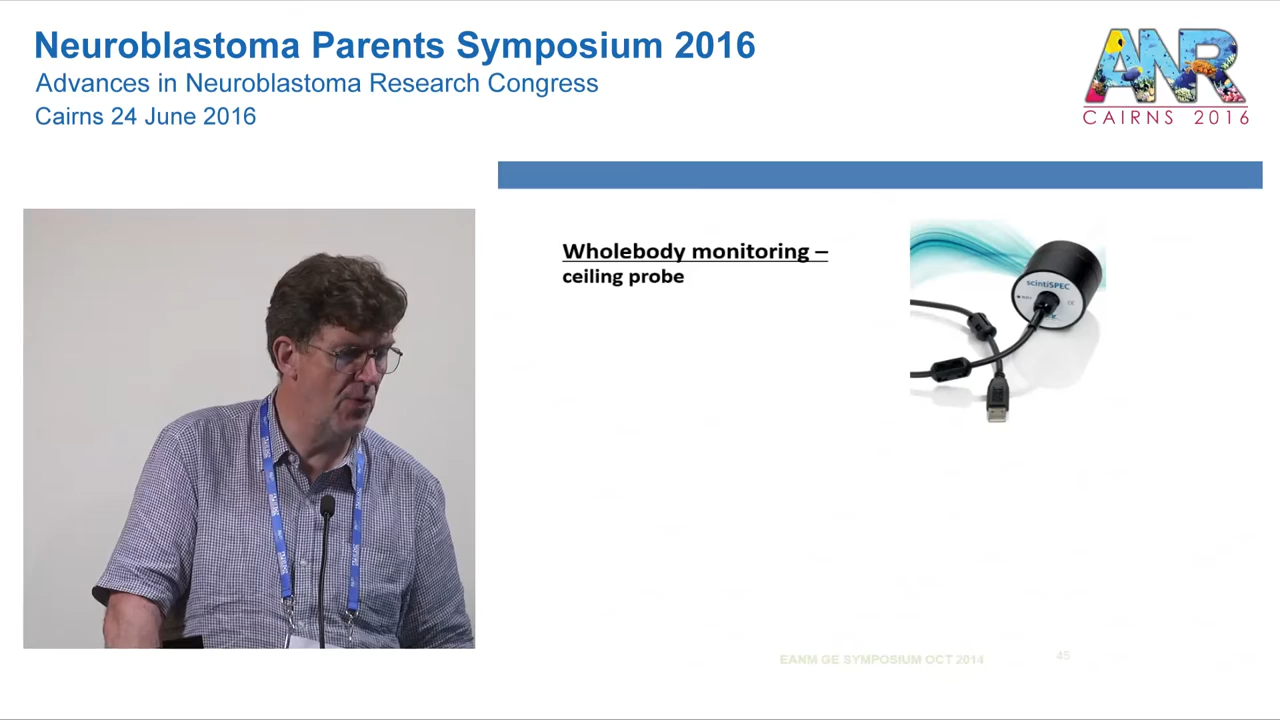 Neuroblastoma Parents Symposium 2016
Advances in Neuroblastoma Research Congress
Cairns 24 June 2016
ANR
CAIRNS 2016
Wholebody monitoring –
ceiling probe
scintiSPEC
EANM GE SYMPOSIUM OCT 2014
45